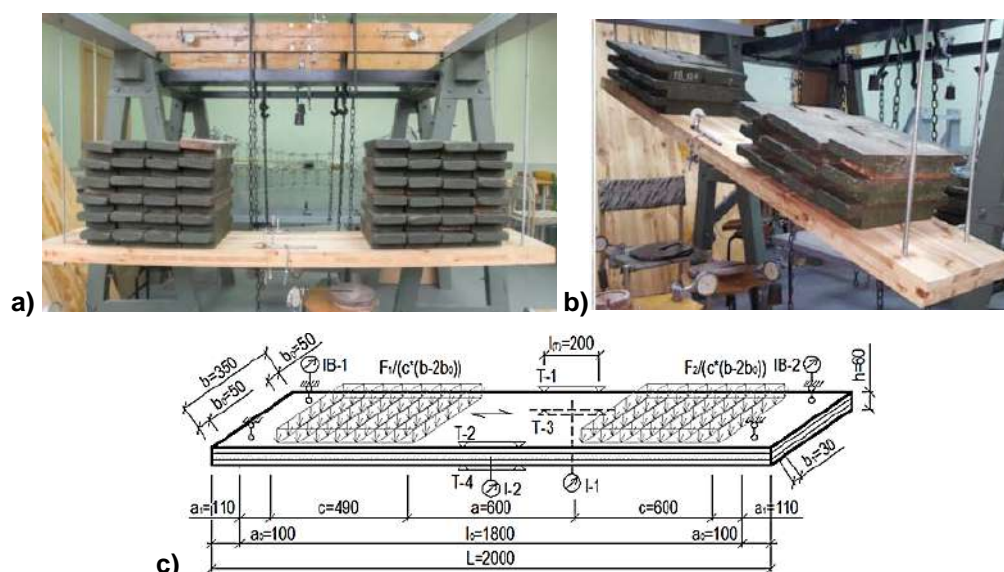 a)
b)
b=350
b₀=50
b₀=50
IB-1
F₁/(c*(b-2b₀))
l₍ₜ₎=200
T-1
F₂/(c*(b-2b₀))
IB-2
h=60
T-2
T-3
T-4
I-2
I-1
b₁=30
a₁=110
c=490
a=600
c=600
a₁=110
a₂=100
l₀=1800
a₂=100
L=2000
c)